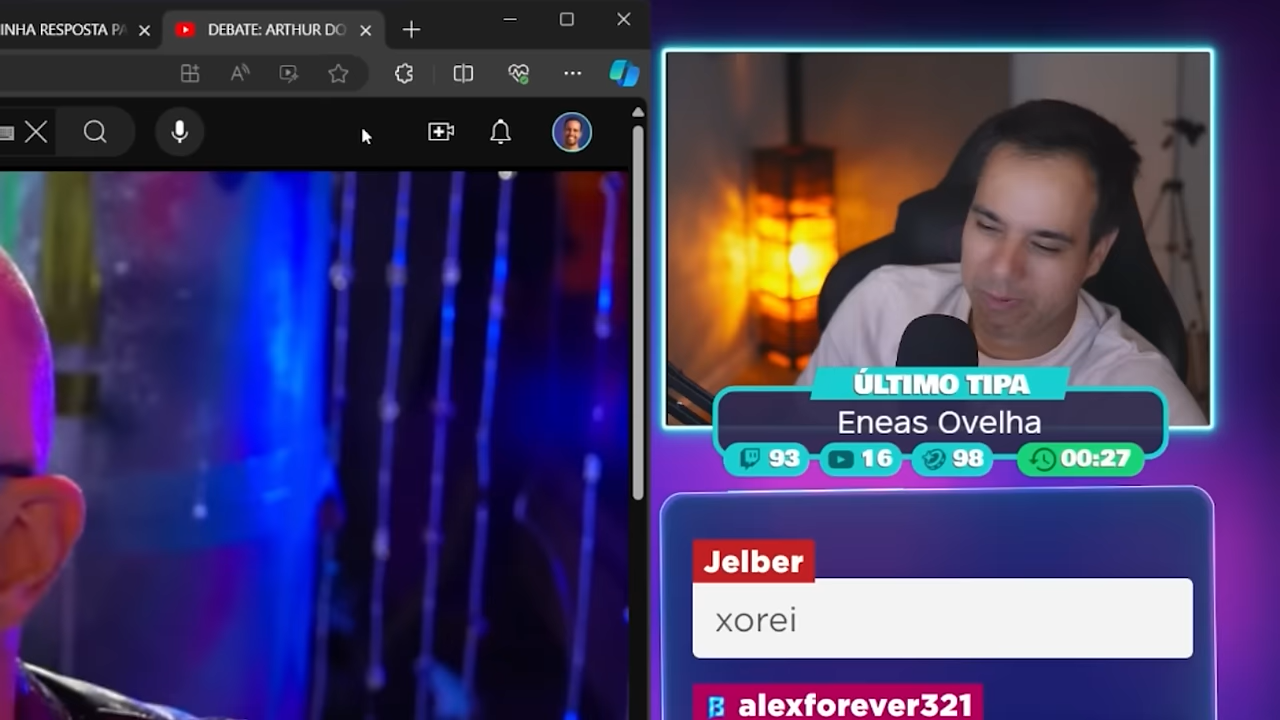 INHA RESPOSTA PA
DEBATE: ARTHUR DO
ÚLTIMO TIPA
Eneas Ovelha
93
16
98
00:27
Jelber
xorei
alexforever321